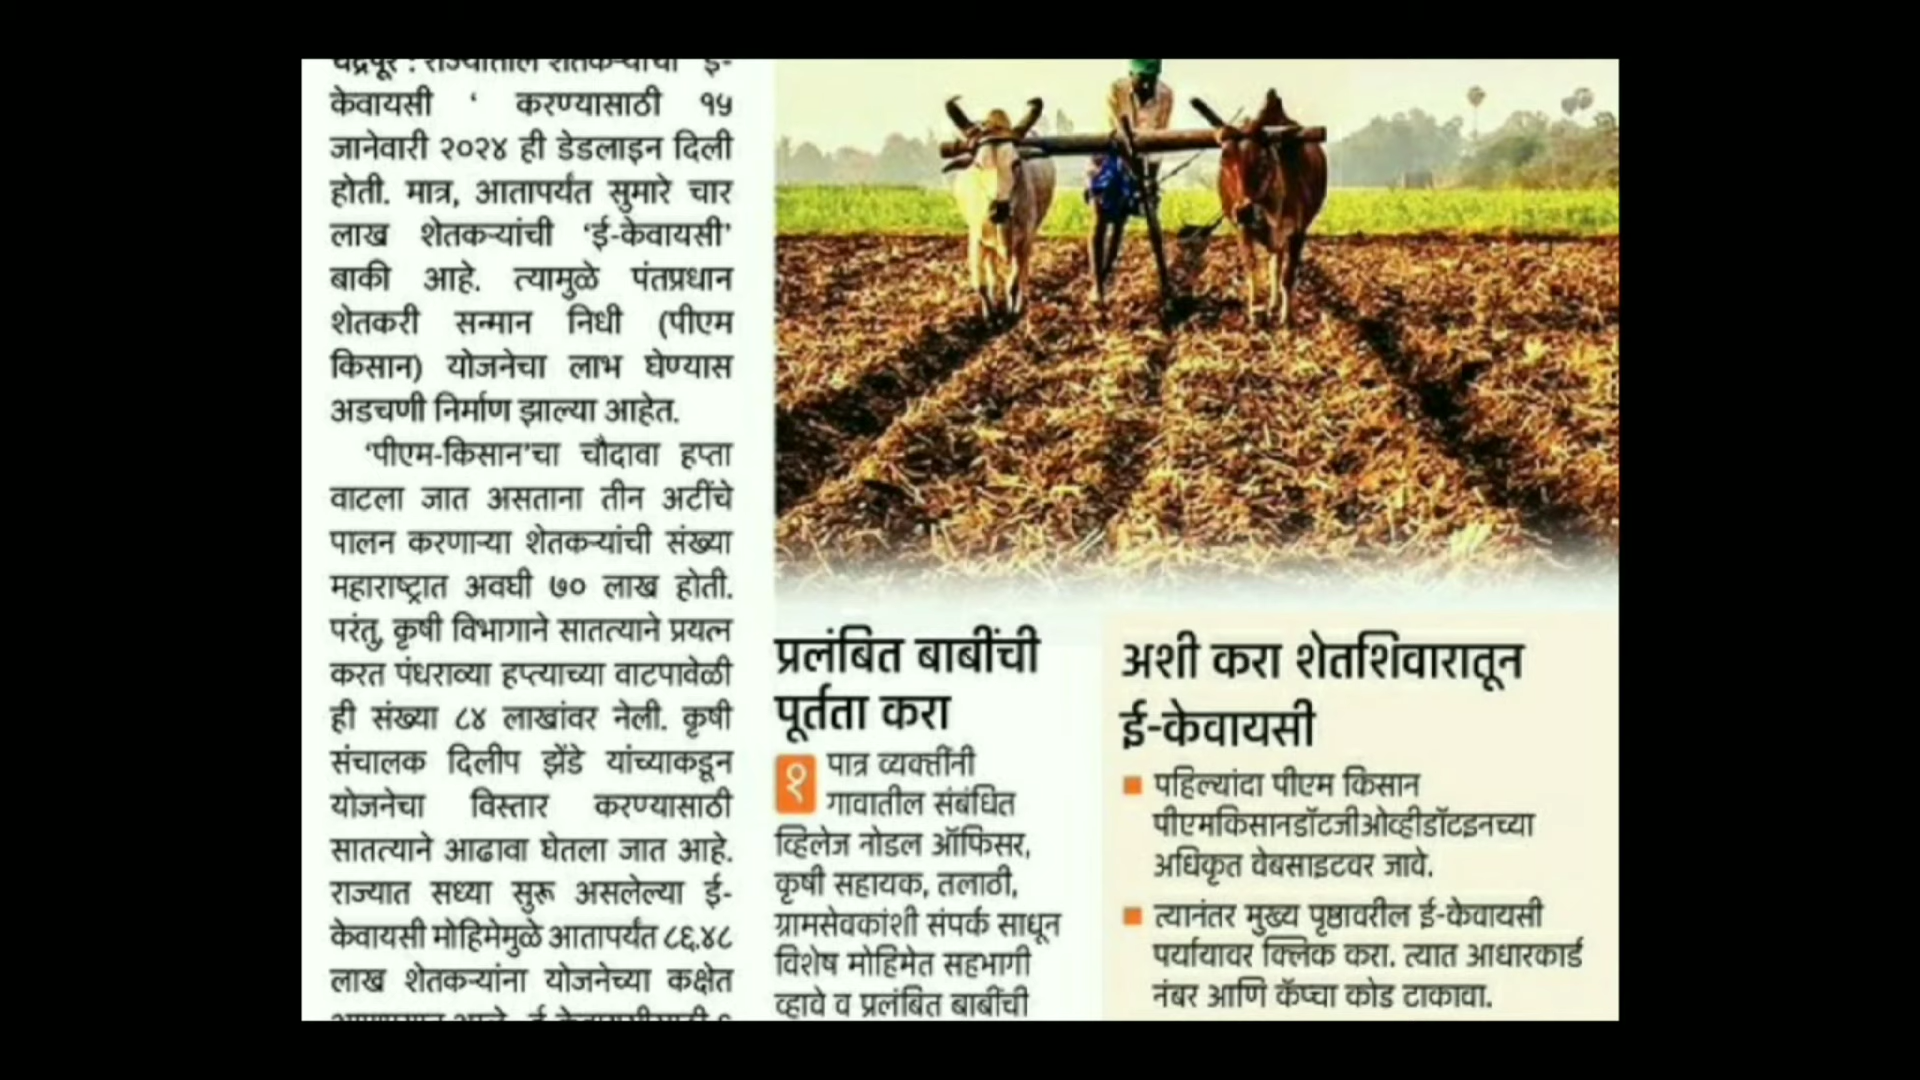 चंद्रपूर : राज्यातील शेतकऱ्यांची 'ई-
केवायसी ‘ करण्यासाठी १५
जानेवारी २०२४ ही डेडलाइन दिली
होती. मात्र, आतापर्यंत सुमारे चार
लाख शेतकऱ्यांची ‘ई-केवायसी’
बाकी आहे. त्यामुळे पंतप्रधान
शेतकरी सन्मान निधी (पीएम
किसान) योजनेचा लाभ घेण्यास
अडचणी निर्माण झाल्या आहेत.
‘पीएम-किसान’चा चौदावा हप्ता
वाटला जात असताना तीन अटींचे
पालन करणाऱ्या शेतकऱ्यांची संख्या
महाराष्ट्रात अवघी ७० लाख होती.
परंतु, कृषी विभागाने सातत्याने प्रयत्न
करत पंधराव्या हप्त्याच्या वाटपावेळी
ही संख्या ८४ लाखांवर नेली. कृषी
संचालक दिलीप झेंडे यांच्याकडून
योजनेचा विस्तार करण्यासाठी
सातत्याने आढावा घेतला जात आहे.
राज्यात सध्या सुरू असलेल्या ई-
केवायसी मोहिमेमुळे आतापर्यंत ८६.४८
लाख शेतकऱ्यांना योजनेच्या कक्षेत
प्रलंबित बाबींची
पूर्तता करा
१ पात्र व्यक्तींनी
गावातील संबंधित
व्हिलेज नोडल ऑफिसर,
कृषी सहायक, तलाठी,
ग्रामसेवकांशी संपर्क साधून
विशेष मोहिमेत सहभागी
व्हावे व प्रलंबित बाबींची
अशी करा शेतशिवारातून
ई-केवायसी
पहिल्यांदा पीएम किसान
पीएमकिसानडॉटजीओव्हीडॉटइनच्या
अधिकृत वेबसाइटवर जावे.
त्यानंतर मुख्य पृष्ठावरील ई-केवायसी
पर्यायावर क्लिक करा. त्यात आधारकार्ड
नंबर आणि कॅप्चा कोड टाकावा.